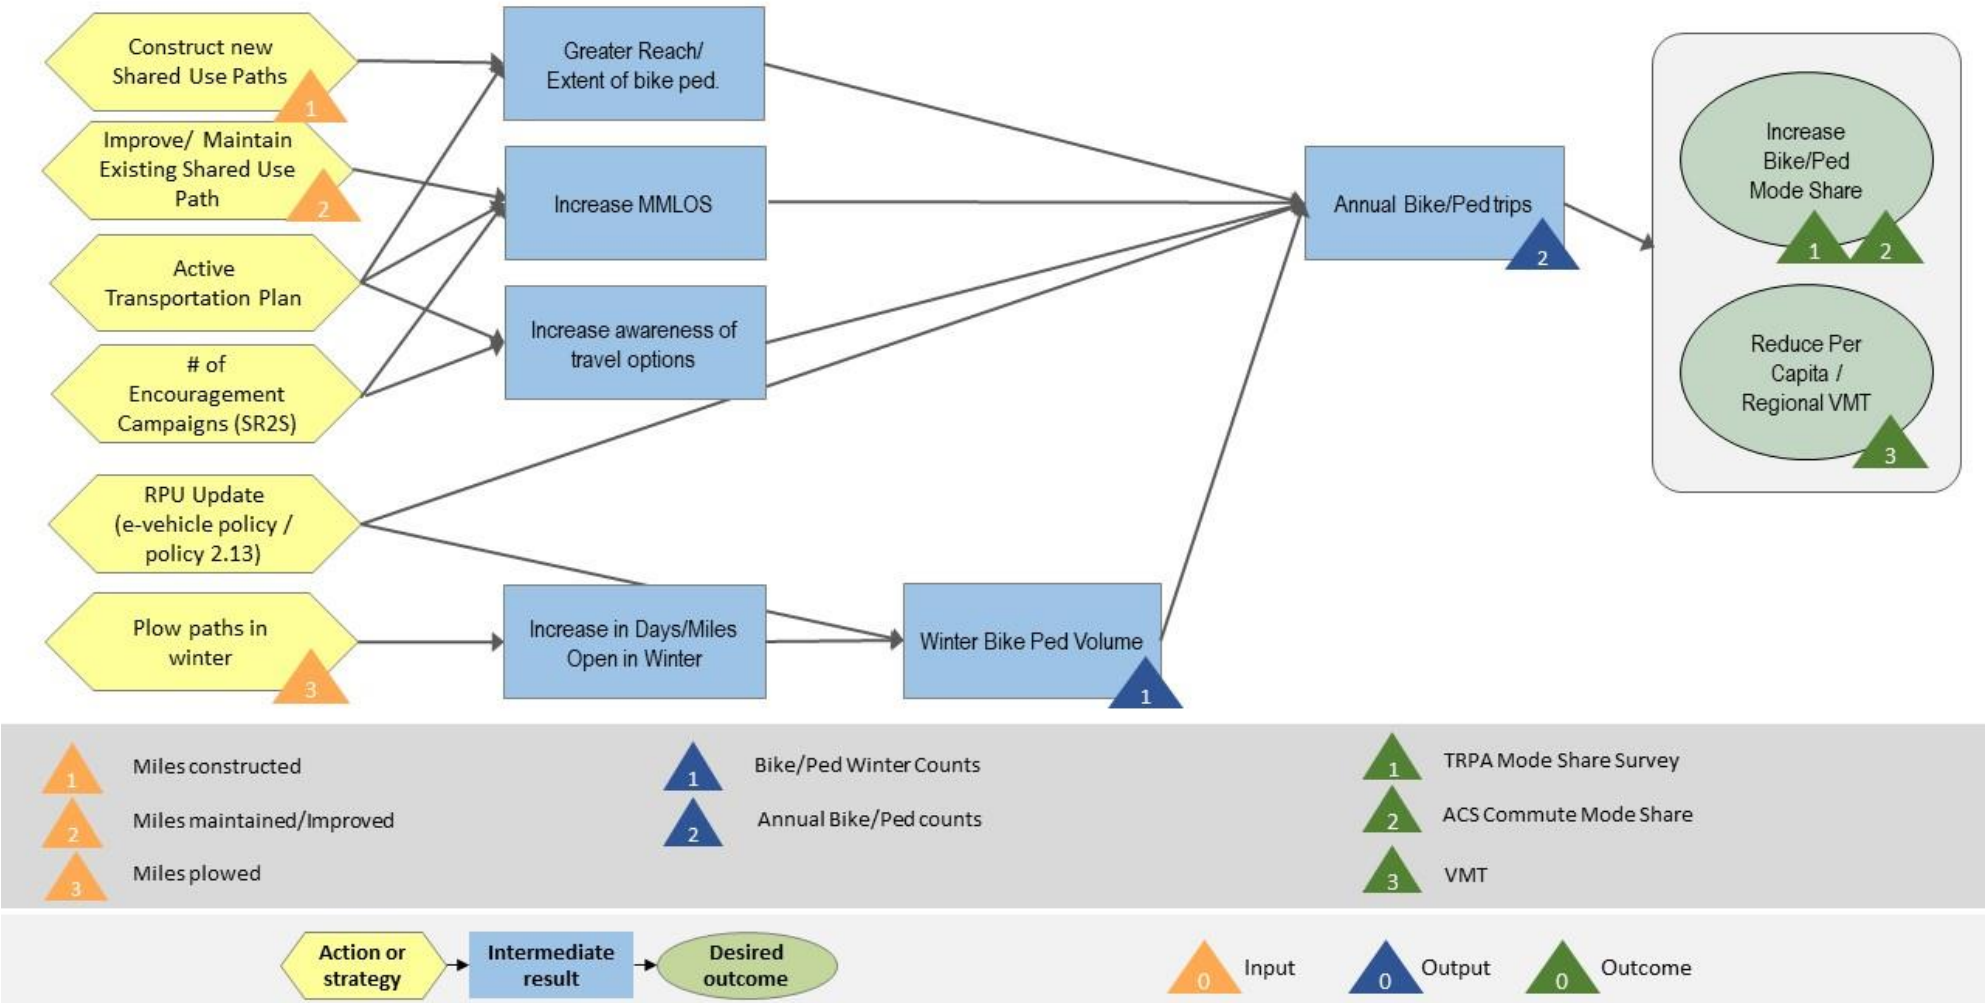 Construct new
Shared Use Paths
1
Improve/ Maintain
Existing Shared Use
Path
2
Active
Transportation Plan
# of
Encouragement
Campaigns (SR2S)
RPU Update
(e-vehicle policy /
policy 2.13)
Plow paths in
winter
3
Greater Reach/
Extent of bike ped.
Increase MMLOS
Increase awareness of
travel options
Increase in Days/Miles
Open in Winter
Winter Bike Ped Volume
1
Annual Bike/Ped trips
2
Increase
Bike/Ped
Mode Share
1
2
Reduce Per
Capita /
Regional VMT
3
1
Miles constructed
2
Miles maintained/Improved
3
Miles plowed
1
Bike/Ped Winter Counts
2
Annual Bike/Ped counts
1
TRPA Mode Share Survey
2
ACS Commute Mode Share
3
VMT
Action or
strategy
Intermediate
result
Desired
outcome
0
Input
0
Output
0
Outcome